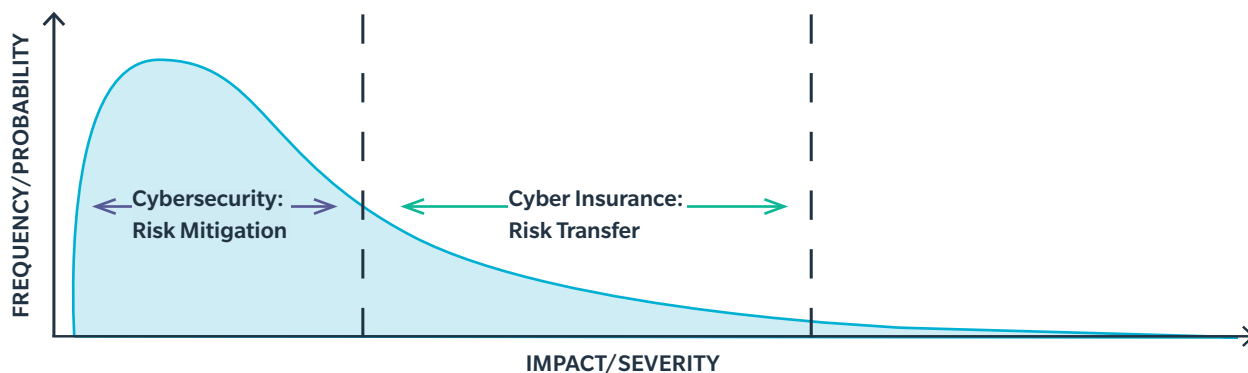 FREQUENCY/PROBABILITY
Cybersecurity:
Risk Mitigation
Cyber Insurance:
Risk Transfer
IMPACT/SEVERITY